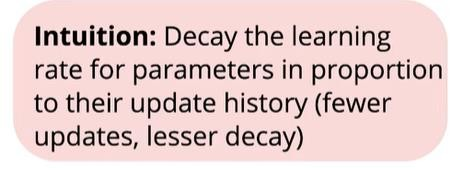 Intuition: Decay the learning
rate for parameters in proportion
to their update history (fewer
updates, lesser decay)